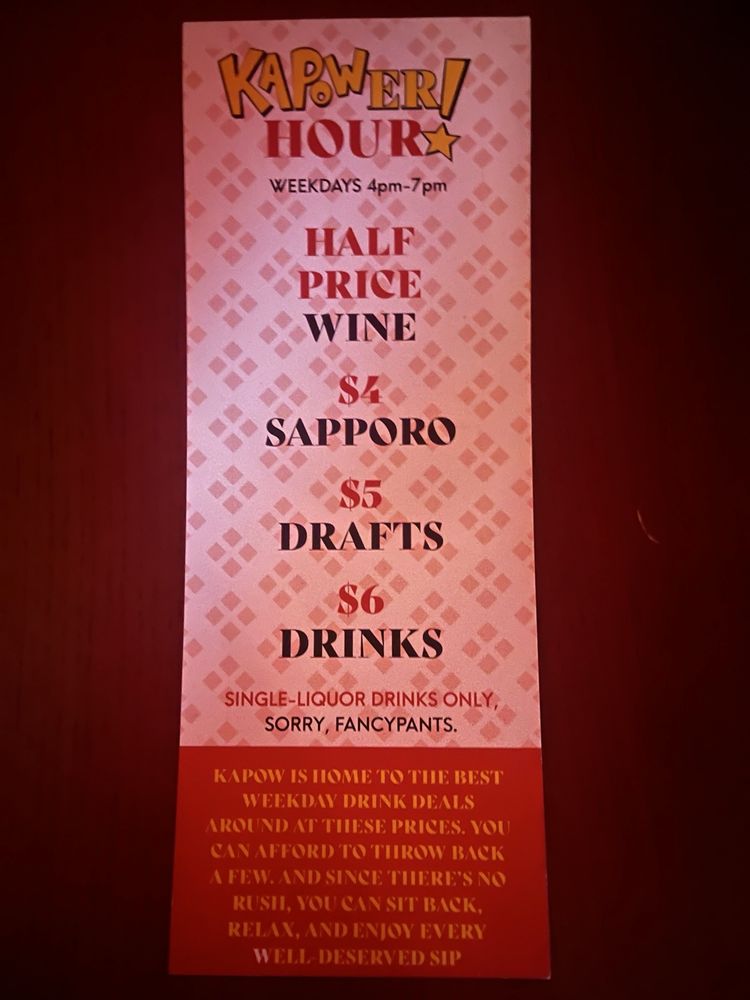 KAPOWER!
HOUR
WEEKDAYS 4pm-7pm
HALF
PRICE
WINE
$4
SAPPORO
$5
DRAFTS
$6
DRINKS
SINGLE-LIQUOR DRINKS ONLY,
SORRY, FANCYPANTS.
KAPOW IS HOME TO THE BEST
WEEKDAY DRINK DEALS
AROUND AT THESE PRICES. YOU
CAN AFFORD TO THROW BACK
A FEW. AND SINCE THERE'S NO
RUSH, YOU CAN SIT BACK,
RELAX, AND ENJOY EVERY
WELL-DESERVED SIP